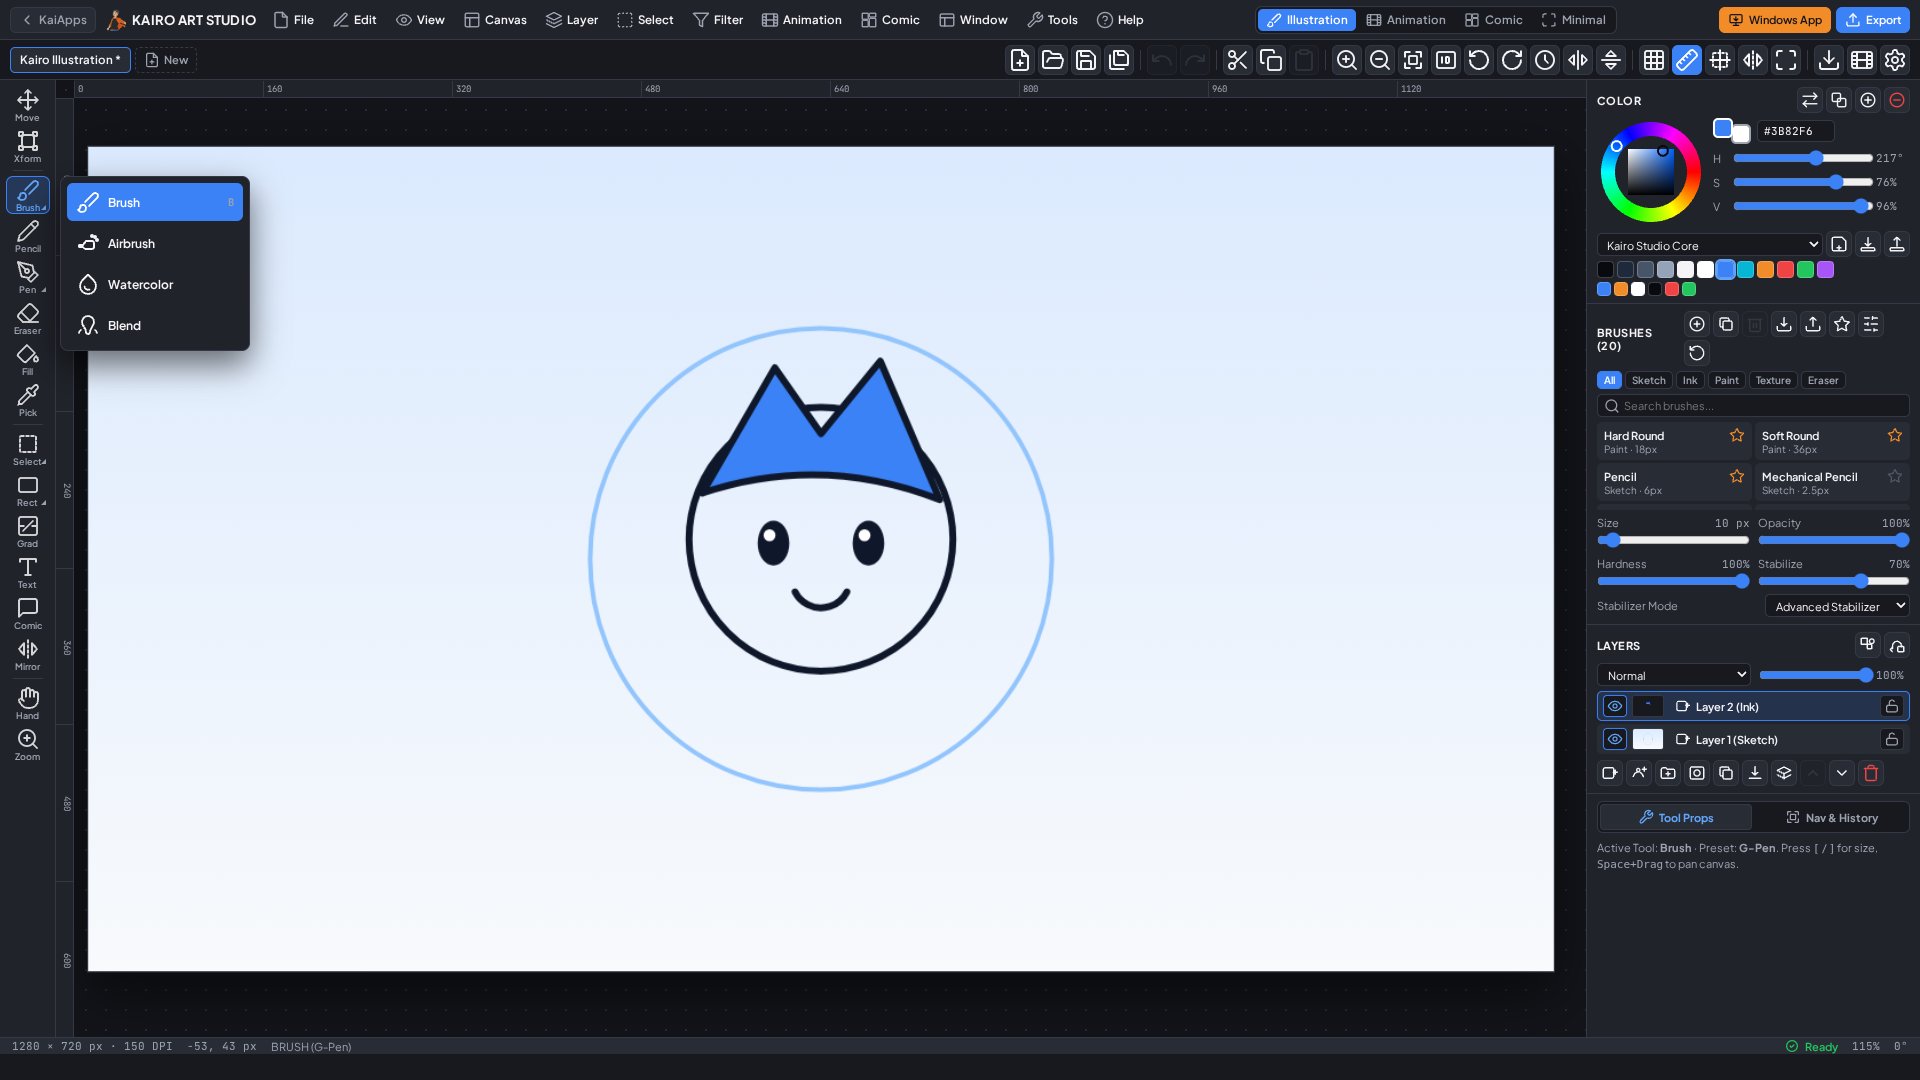 KaiApps
KAIRO ART STUDIO
File
Edit
View
Canvas
Layer
Select
Filter
Animation
Comic
Window
Tools
Help
Illustration
Animation
Comic
Minimal
Windows App
Export
Kairo Illustration *
New
0
160
320
480
640
800
960
1120
240
360
480
600
Move
Xform
Brush
Pencil
Pen
Eraser
Fill
Pick
Select
Rect
Grad
Text
Comic
Mirror
Hand
Zoom
Brush B
Airbrush
Watercolor
Blend
COLOR
#3B82F6
H 217°
S 76%
V 96%
Kairo Studio Core
BRUSHES
(20)
All
Sketch
Ink
Paint
Texture
Eraser
Search brushes...
Hard Round
Paint · 18px
Soft Round
Paint · 36px
Pencil
Sketch · 6px
Mechanical Pencil
Sketch · 2.5px
Size 10 px
Opacity 100%
Hardness 100%
Stabilize 70%
Stabilizer Mode
Advanced Stabilizer
LAYERS
Normal
100%
Layer 2 (Ink)
Layer 1 (Sketch)
Tool Props
Nav & History
Active Tool: Brush · Preset: G-Pen. Press [ / ] for size,
Space+Drag to pan canvas.
1280 × 720 px · 150 DPI
-53, 43 px
BRUSH (G-Pen)
Ready
115%
0°